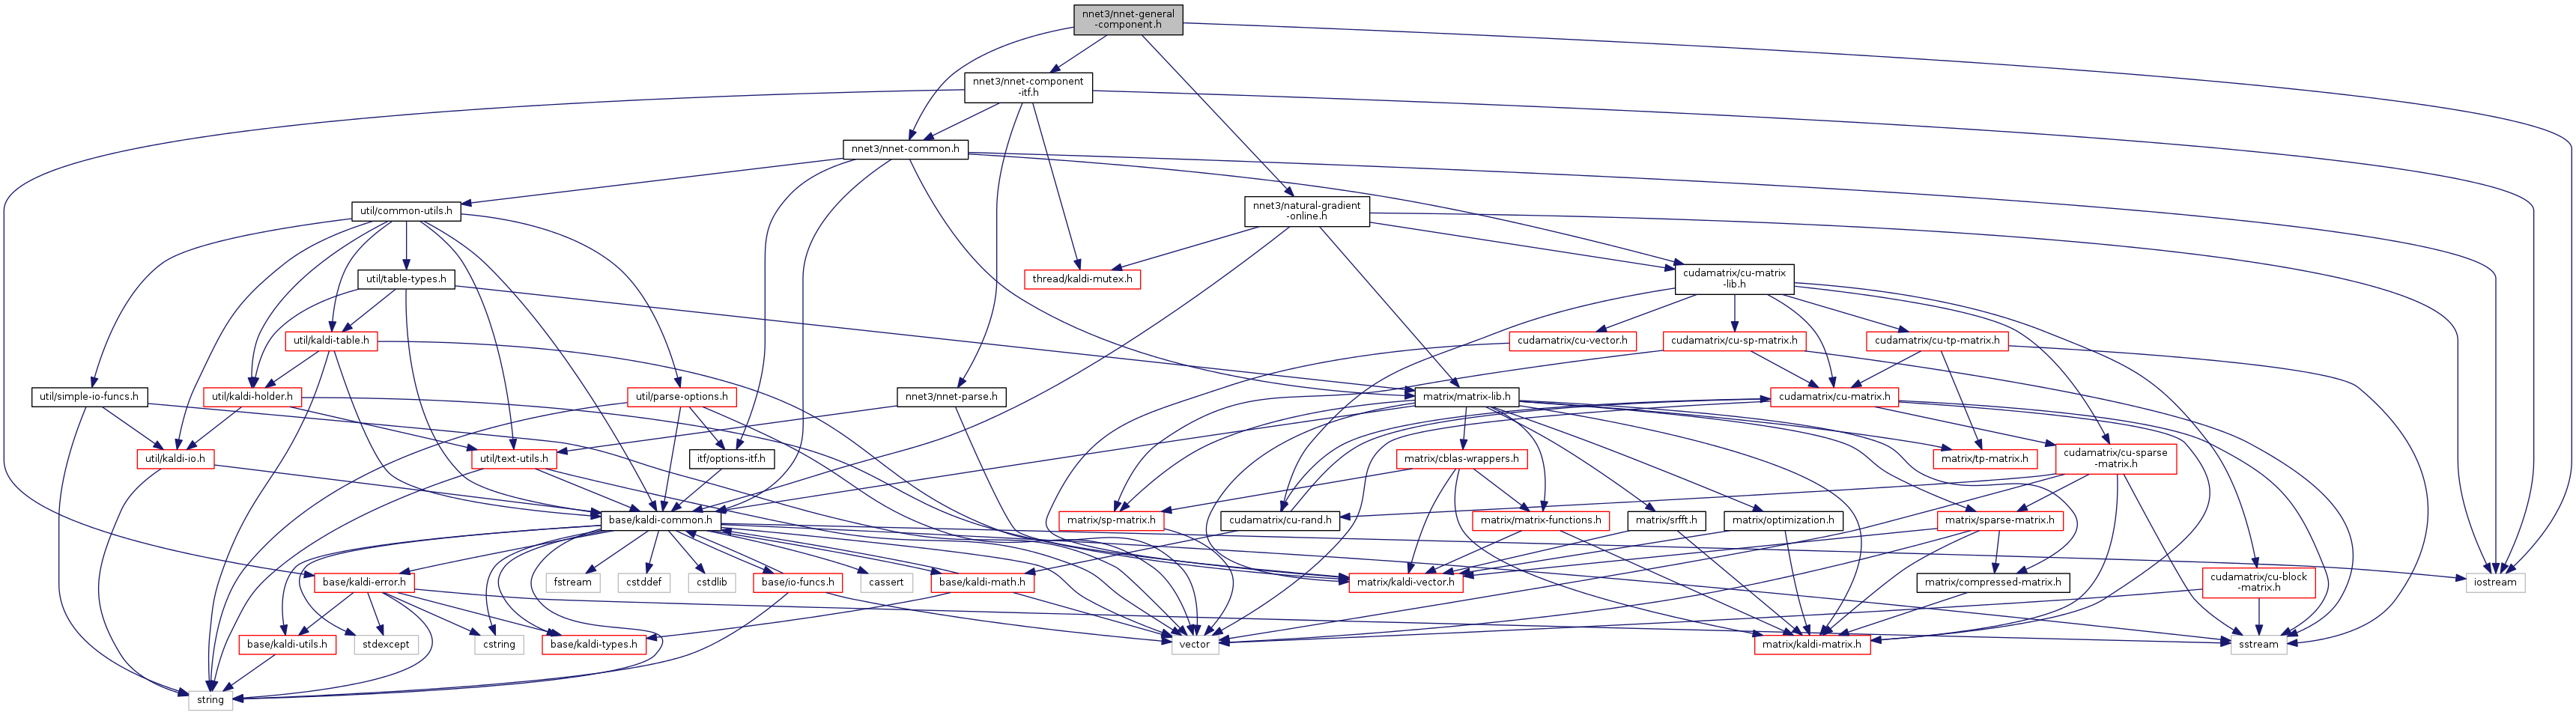 nnet3/nnet-general
-component.h
nnet3/nnet-component
-itf.h
nnet3/nnet-common.h
util/common-utils.h
nnet3/natural-gradient
-online.h
util/table-types.h
thread/kaldi-mutex.h
cudamatrix/cu-matrix
-lib.h
util/kaldi-table.h
cudamatrix/cu-vector.h
cudamatrix/cu-sp-matrix.h
cudamatrix/cu-tp-matrix.h
util/simple-io-funcs.h
util/kaldi-holder.h
util/parse-options.h
nnet3/nnet-parse.h
matrix/matrix-lib.h
cudamatrix/cu-matrix.h
util/kaldi-io.h
util/text-utils.h
itf/options-itf.h
matrix/cblas-wrappers.h
matrix/tp-matrix.h
cudamatrix/cu-sparse
-matrix.h
base/kaldi-common.h
matrix/sp-matrix.h
cudamatrix/cu-rand.h
matrix/matrix-functions.h
matrix/srfft.h
matrix/optimization.h
matrix/sparse-matrix.h
base/kaldi-error.h
fstream
cstddef
cstdlib
base/io-funcs.h
cassert
base/kaldi-math.h
matrix/kaldi-vector.h
matrix/compressed-matrix.h
cudamatrix/cu-block
-matrix.h
iostream
base/kaldi-utils.h
stdexcept
cstring
base/kaldi-types.h
vector
matrix/kaldi-matrix.h
sstream
string